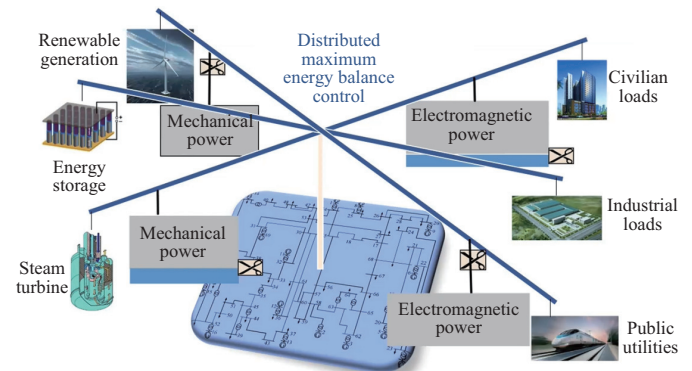 Renewable
generation
Distributed
maximum
energy balance
control
Civilian
loads
Mechanical
power
Electromagnetic
power
Energy
storage
Industrial
loads
Mechanical
power
Steam
turbine
Electromagnetic
power
Public
utilities